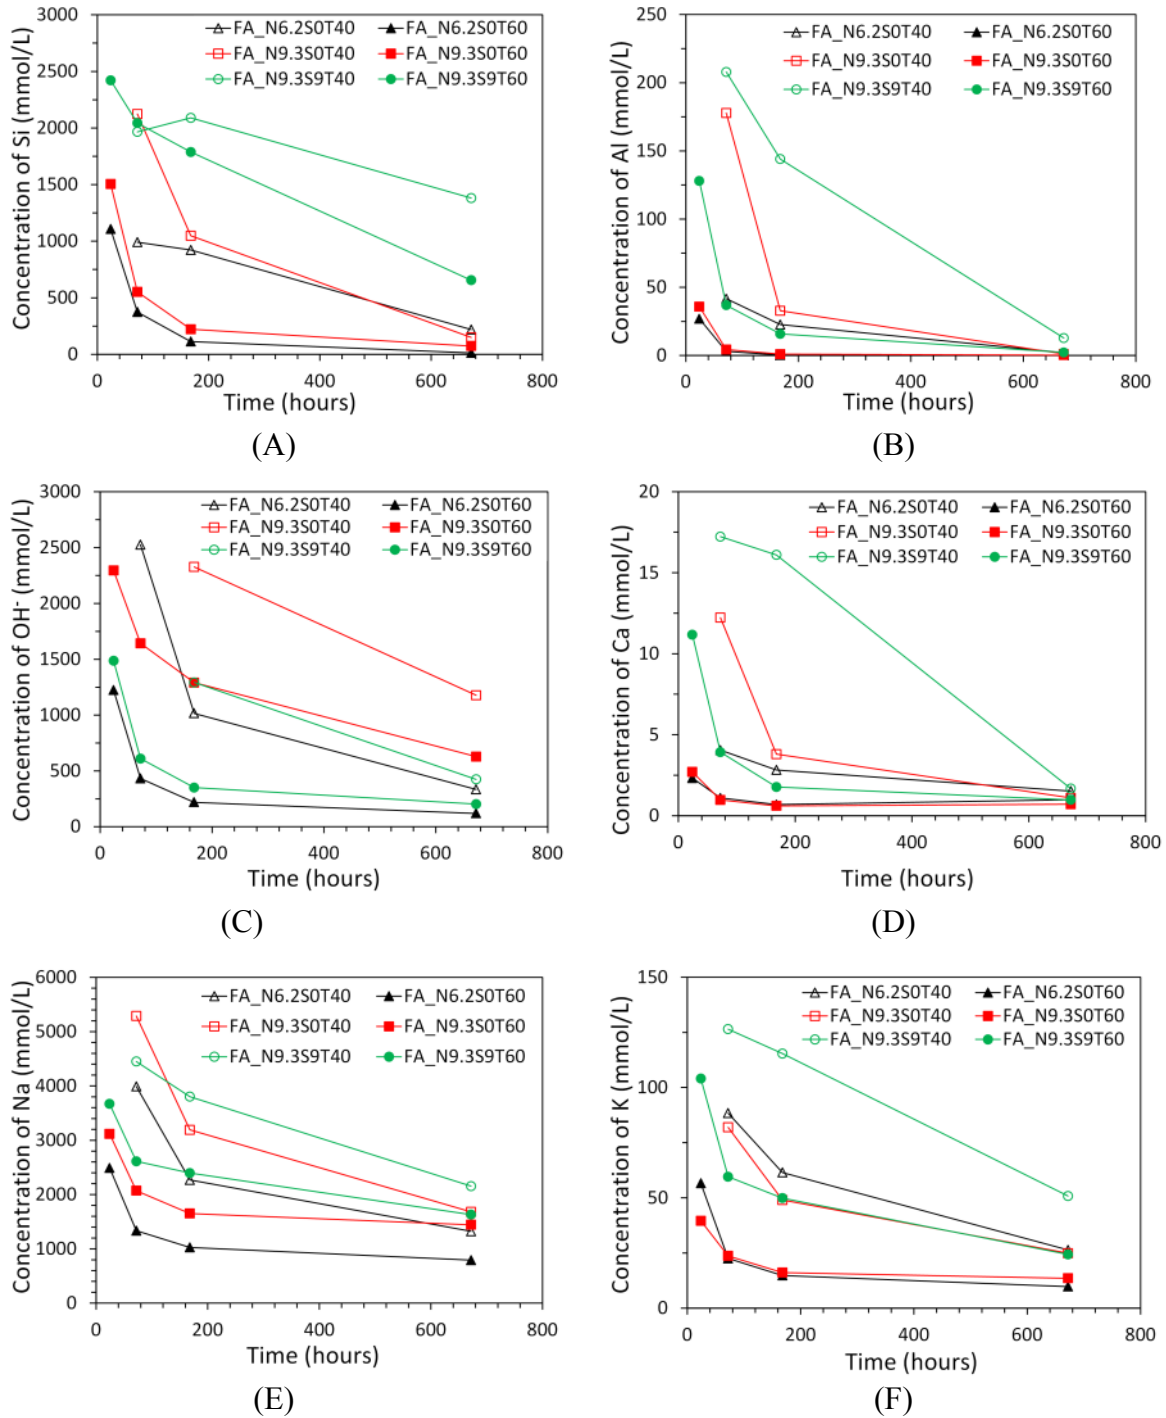 3000
2500
2000
1500
1000
500
0
0 200 400 600 800
Concentration of Si (mmol/L)
Time (hours)
FA_N6.2S0T40 FA_N6.2S0T60
FA_N9.3S0T40 FA_N9.3S0T60
FA_N9.3S9T40 FA_N9.3S9T60
(A)
250
200
150
100
50
0
0 200 400 600 800
Concentration of Al (mmol/L)
Time (hours)
FA_N6.2S0T40 FA_N6.2S0T60
FA_N9.3S0T40 FA_N9.3S0T60
FA_N9.3S9T40 FA_N9.3S9T60
(B)
3000
2500
2000
1500
1000
500
0
0 200 400 600 800
Concentration of OH⁻ (mmol/L)
Time (hours)
FA_N6.2S0T40 FA_N6.2S0T60
FA_N9.3S0T40 FA_N9.3S0T60
FA_N9.3S9T40 FA_N9.3S9T60
(C)
20
15
10
5
0
0 200 400 600 800
Concentration of Ca (mmol/L)
Time (hours)
FA_N6.2S0T40 FA_N6.2S0T60
FA_N9.3S0T40 FA_N9.3S0T60
FA_N9.3S9T40 FA_N9.3S9T60
(D)
6000
5000
4000
3000
2000
1000
0
0 200 400 600 800
Concentration of Na (mmol/L)
Time (hours)
FA_N6.2S0T40 FA_N6.2S0T60
FA_N9.3S0T40 FA_N9.3S0T60
FA_N9.3S9T40 FA_N9.3S9T60
(E)
150
100
50
0
0 200 400 600 800
Concentration of K (mmol/L)
Time (hours)
FA_N6.2S0T40 FA_N6.2S0T60
FA_N9.3S0T40 FA_N9.3S0T60
FA_N9.3S9T40 FA_N9.3S9T60
(F)